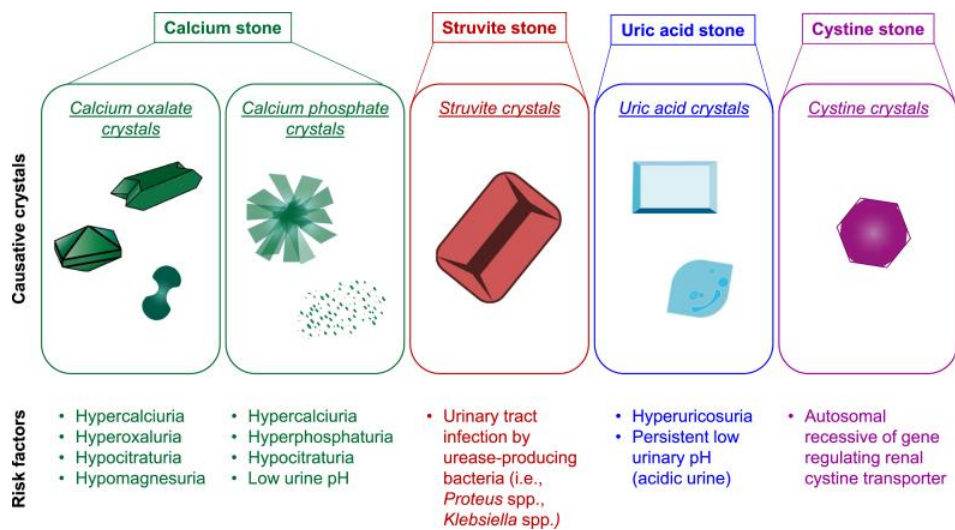 Calcium stone
Struvite stone
Uric acid stone
Cystine stone
Causative crystals
Calcium oxalate
crystals
Calcium phosphate
crystals
Struvite crystals
Uric acid crystals
Cystine crystals
Risk factors
• Hypercalciuria
• Hyperoxaluria
• Hypocitraturia
• Hypomagnesuria
• Hypercalciuria
• Hyperphosphaturia
• Hypocitraturia
• Low urine pH
• Urinary tract
infection by
urease-producing
bacteria (i.e.,
Proteus spp.,
Klebsiella spp.)
• Hyperuricosuria
• Persistent low
urinary pH
(acidic urine)
• Autosomal
recessive of gene
regulating renal
cystine transporter